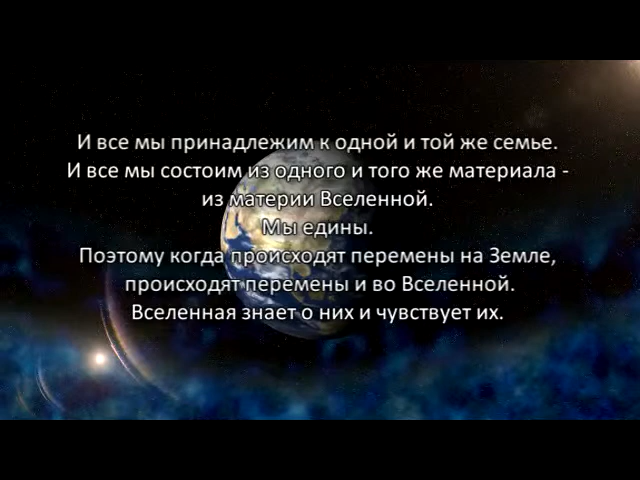 И все мы принадлежим к одной и той же семье.
И все мы состоим из одного и того же материала -
из материи Вселенной.
Мы едины.
Поэтому когда происходят перемены на Земле,
происходят перемены и во Вселенной.
Вселенная знает о них и чувствует их.